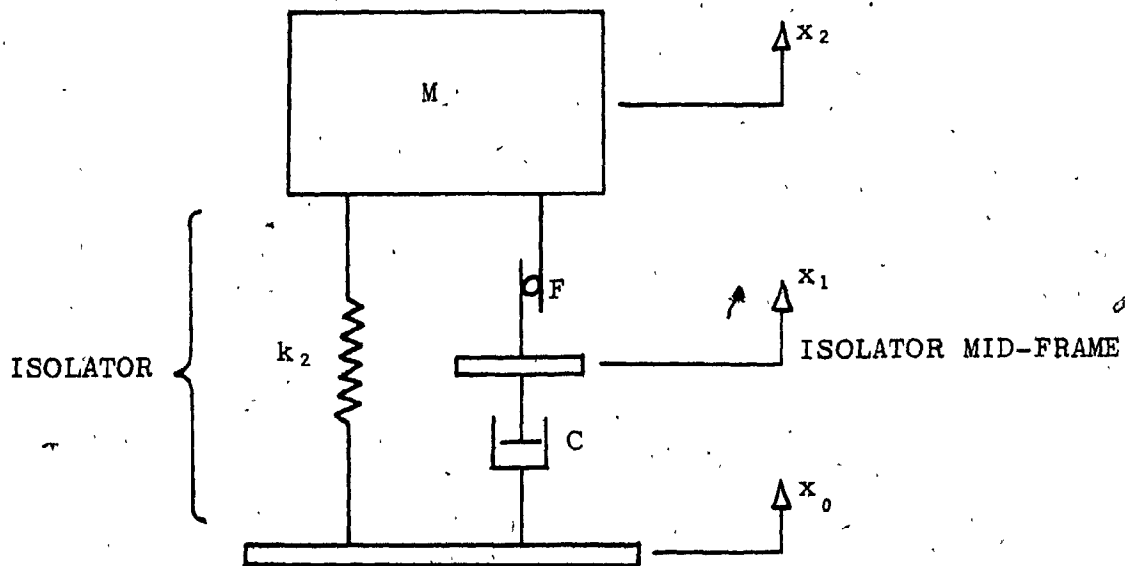 x₂
M
F
x₁
k₂
ISOLATOR MID-FRAME
ISOLATOR
C
x₀